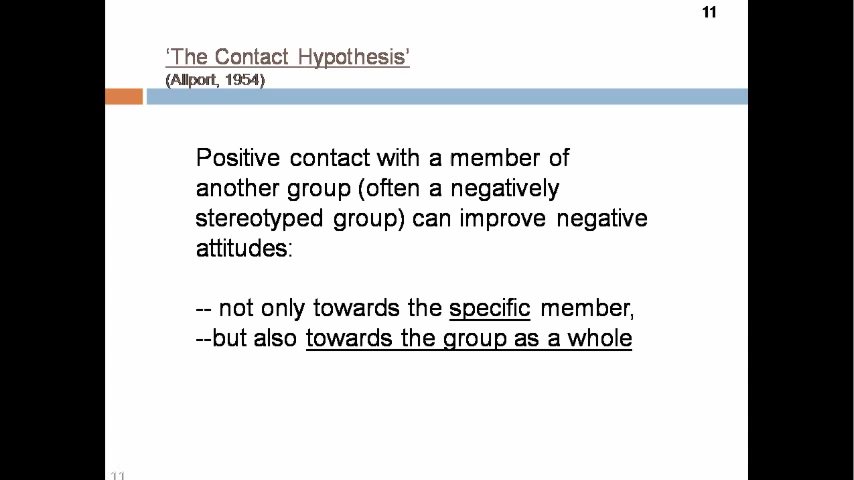 11
‘The Contact Hypothesis’
(Allport, 1954)
Positive contact with a member of
another group (often a negatively
stereotyped group) can improve negative
attitudes:
-- not only towards the specific member,
--but also towards the group as a whole
11